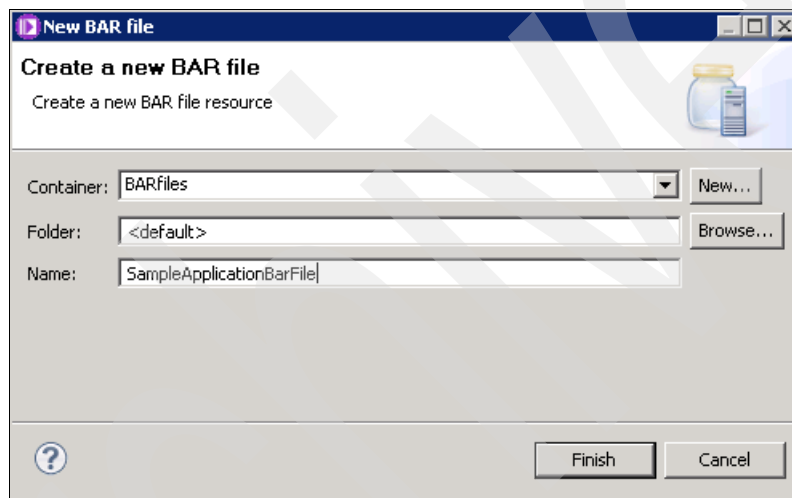 New BAR file
Create a new BAR file
Create a new BAR file resource
Container: BARfiles New...
Folder: <default> Browse...
Name: SampleApplicationBarFile
? Finish Cancel